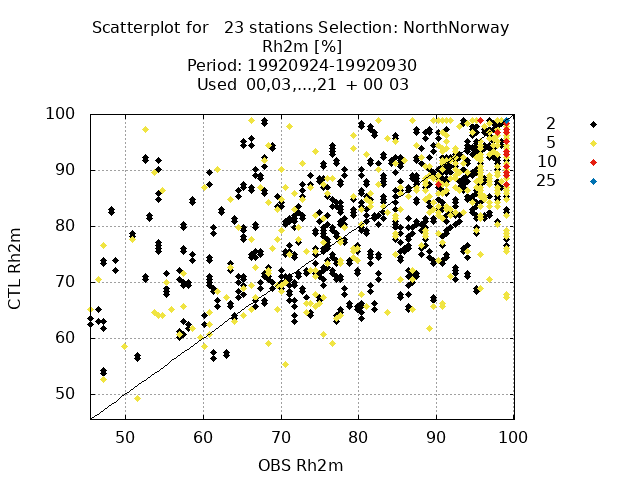 Scatterplot for   23 stations Selection: NorthNorway
Rh2m [%]
Period: 19920924-19920930
Used  00,03,...,21  + 00 03
100
90
80
70
60
50
CTL Rh2m
50 60 70 80 90 100
OBS Rh2m
2
5
10
25